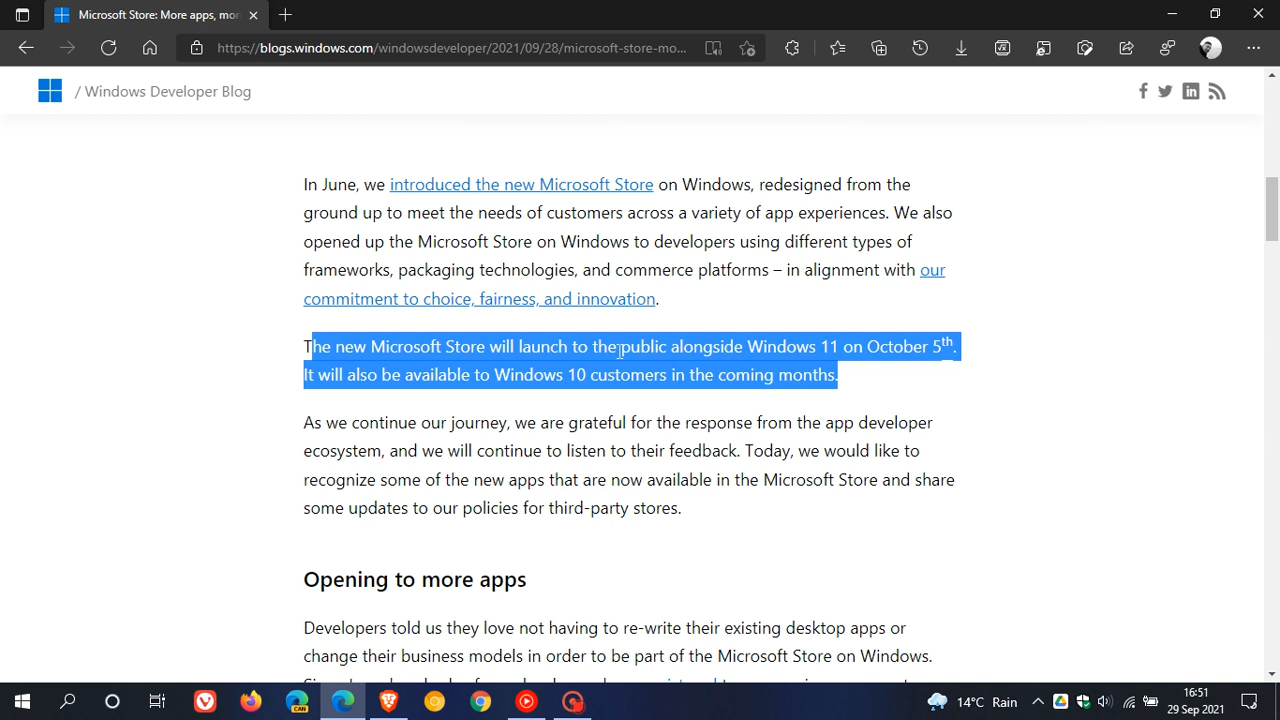 Microsoft Store: More apps, mor
https://blogs.windows.com/windowsdeveloper/2021/09/28/microsoft-store-mo...
/ Windows Developer Blog
In June, we introduced the new Microsoft Store on Windows, redesigned from the
ground up to meet the needs of customers across a variety of app experiences. We also
opened up the Microsoft Store on Windows to developers using different types of
frameworks, packaging technologies, and commerce platforms – in alignment with our
commitment to choice, fairness, and innovation.
The new Microsoft Store will launch to the public alongside Windows 11 on October 5th.
It will also be available to Windows 10 customers in the coming months.
As we continue our journey, we are grateful for the response from the app developer
ecosystem, and we will continue to listen to their feedback. Today, we would like to
recognize some of the new apps that are now available in the Microsoft Store and share
some updates to our policies for third-party stores.
Opening to more apps
Developers told us they love not having to re-write their existing desktop apps or
change their business models in order to be part of the Microsoft Store on Windows.
CAN
14°C Rain
16:51
29 Sep 2021